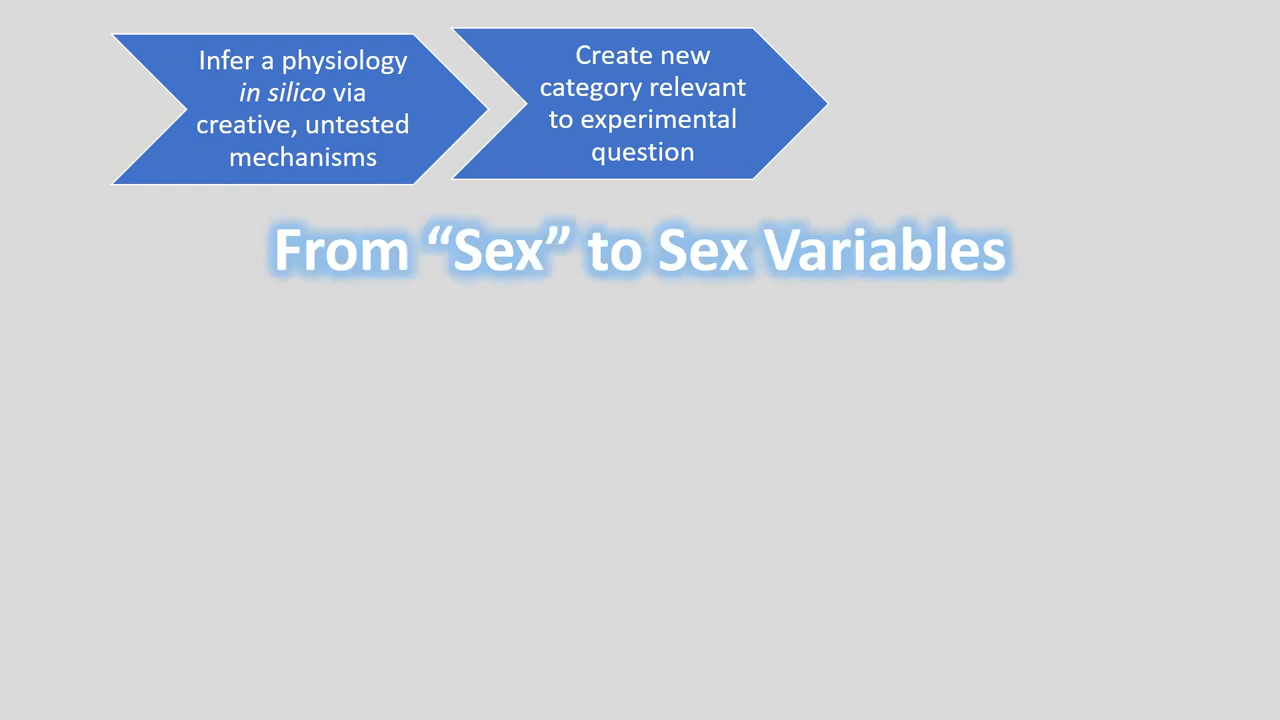 Infer a physiology
in silico via
creative, untested
mechanisms
Create new
category relevant
to experimental
question
From “Sex” to Sex Variables